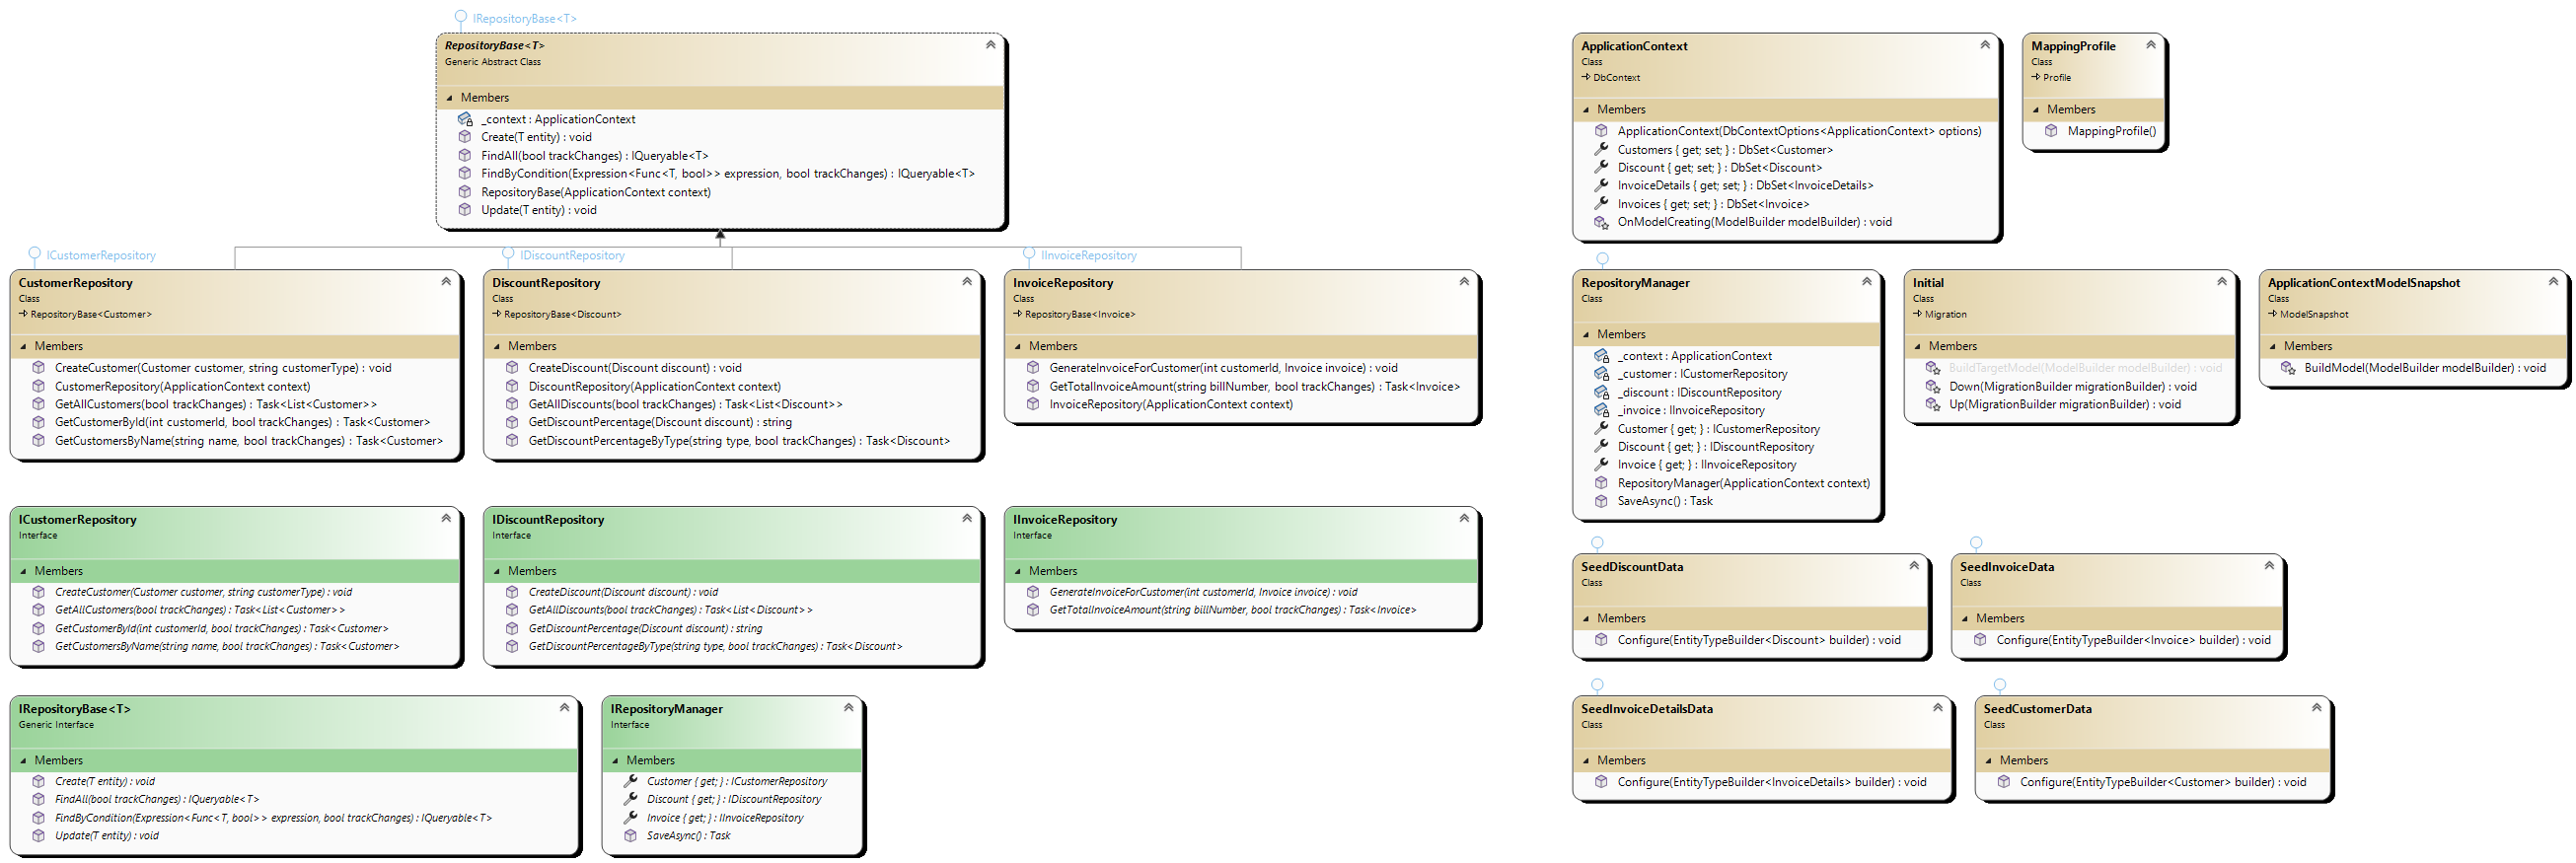 IRepositoryBase<T>
RepositoryBase<T>
Generic Abstract Class
Members
_context : ApplicationContext
Create(T entity) : void
FindAll(bool trackChanges) : IQueryable<T>
FindByCondition(Expression<Func<T, bool>> expression, bool trackChanges) : IQueryable<T>
RepositoryBase(ApplicationContext context)
Update(T entity) : void
ICustomerRepository
CustomerRepository
Class
RepositoryBase<Customer>
Members
CreateCustomer(Customer customer, string customerType) : void
CustomerRepository(ApplicationContext context)
GetAllCustomers(bool trackChanges) : Task<List<Customer>>
GetCustomerById(int customerId, bool trackChanges) : Task<Customer>
GetCustomersByName(string name, bool trackChanges) : Task<Customer>
IDiscountRepository
DiscountRepository
Class
RepositoryBase<Discount>
Members
CreateDiscount(Discount discount) : void
DiscountRepository(ApplicationContext context)
GetAllDiscounts(bool trackChanges) : Task<List<Discount>>
GetDiscountPercentage(Discount discount) : string
GetDiscountPercentageByType(string type, bool trackChanges) : Task<Discount>
IInvoiceRepository
InvoiceRepository
Class
RepositoryBase<Invoice>
Members
GenerateInvoiceForCustomer(int customerId, Invoice invoice) : void
GetTotalInvoiceAmount(string billNumber, bool trackChanges) : Task<Invoice>
InvoiceRepository(ApplicationContext context)
ICustomerRepository
Interface
Members
CreateCustomer(Customer customer, string customerType) : void
GetAllCustomers(bool trackChanges) : Task<List<Customer>>
GetCustomerById(int customerId, bool trackChanges) : Task<Customer>
GetCustomersByName(string name, bool trackChanges) : Task<Customer>
IDiscountRepository
Interface
Members
CreateDiscount(Discount discount) : void
GetAllDiscounts(bool trackChanges) : Task<List<Discount>>
GetDiscountPercentage(Discount discount) : string
GetDiscountPercentageByType(string type, bool trackChanges) : Task<Discount>
IInvoiceRepository
Interface
Members
GenerateInvoiceForCustomer(int customerId, Invoice invoice) : void
GetTotalInvoiceAmount(string billNumber, bool trackChanges) : Task<Invoice>
IRepositoryBase<T>
Generic Interface
Members
Create(T entity) : void
FindAll(bool trackChanges) : IQueryable<T>
FindByCondition(Expression<Func<T, bool>> expression, bool trackChanges) : IQueryable<T>
Update(T entity) : void
IRepositoryManager
Interface
Members
Customer { get; } : ICustomerRepository
Discount { get; } : IDiscountRepository
Invoice { get; } : IInvoiceRepository
SaveAsync() : Task
ApplicationContext
Class
DbContext
Members
ApplicationContext(DbContextOptions<ApplicationContext> options)
Customers { get; set; } : DbSet<Customer>
Discount { get; set; } : DbSet<Discount>
InvoiceDetails { get; set; } : DbSet<InvoiceDetails>
Invoices { get; set; } : DbSet<Invoice>
OnModelCreating(ModelBuilder modelBuilder) : void
MappingProfile
Class
Profile
Members
MappingProfile()
RepositoryManager
Class
Members
_context : ApplicationContext
_customer : ICustomerRepository
_discount : IDiscountRepository
_invoice : IInvoiceRepository
Customer { get; } : ICustomerRepository
Discount { get; } : IDiscountRepository
Invoice { get; } : IInvoiceRepository
RepositoryManager(ApplicationContext context)
SaveAsync() : Task
Initial
Class
Migration
Members
BuildTargetModel(ModelBuilder modelBuilder) : void
Down(MigrationBuilder migrationBuilder) : void
Up(MigrationBuilder migrationBuilder) : void
ApplicationContextModelSnapshot
Class
ModelSnapshot
Members
BuildModel(ModelBuilder modelBuilder) : void
SeedDiscountData
Class
Members
Configure(EntityTypeBuilder<Discount> builder) : void
SeedInvoiceData
Class
Members
Configure(EntityTypeBuilder<Invoice> builder) : void
SeedInvoiceDetailsData
Class
Members
Configure(EntityTypeBuilder<InvoiceDetails> builder) : void
SeedCustomerData
Class
Members
Configure(EntityTypeBuilder<Customer> builder) : void